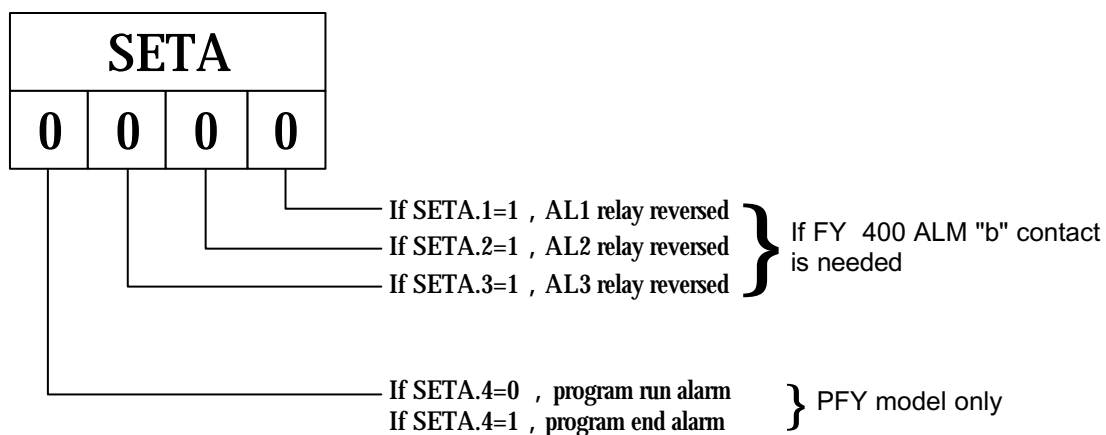 SETA
0 0 0 0
If SETA.1=1 , AL1 relay reversed
If SETA.2=1 , AL2 relay reversed
If SETA.3=1 , AL3 relay reversed
If FY 400 ALM "b" contact
is needed
If SETA.4=0 , program run alarm
If SETA.4=1 , program end alarm
PFY model only